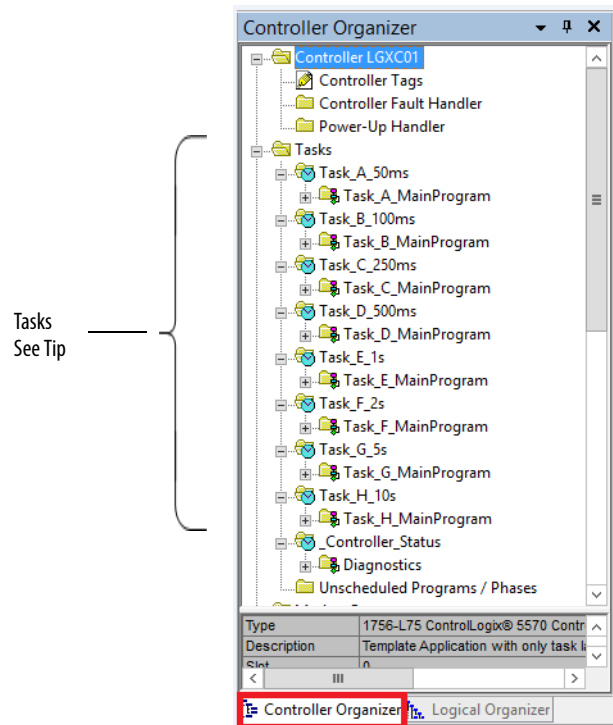 Controller Organizer
Controller LGXC01
Controller Tags
Controller Fault Handler
Power-Up Handler
Tasks
Task_A_50ms
Task_A_MainProgram
Task_B_100ms
Task_B_MainProgram
Task_C_250ms
Task_C_MainProgram
Task_D_500ms
Task_D_MainProgram
Tasks
See Tip
Task_E_1s
Task_E_MainProgram
Task_F_2s
Task_F_MainProgram
Task_G_5s
Task_G_MainProgram
Task_H_10s
Task_H_MainProgram
_Controller_Status
Diagnostics
Unscheduled Programs / Phases
Type 1756-L75 ControlLogix® 5570 Contr
Description Template Application with only task l
Slot 0
Controller Organizer Logical Organizer